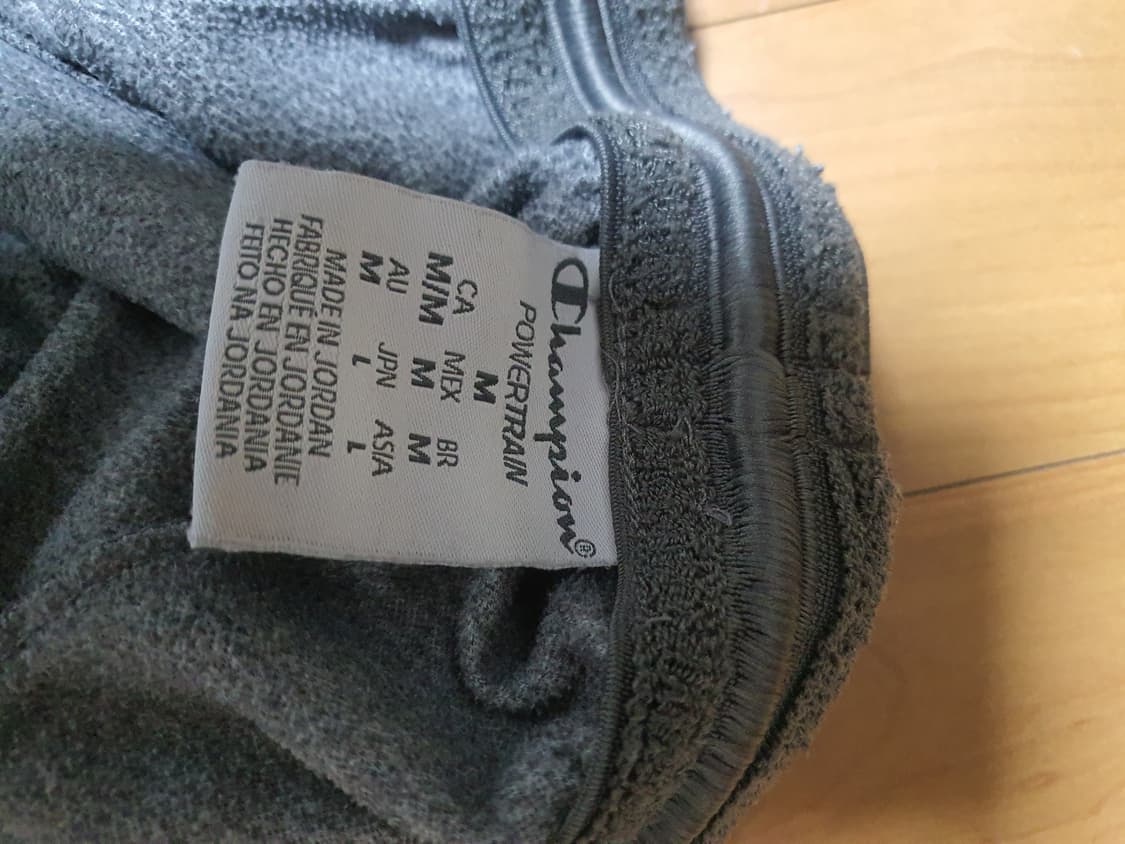 Champion®
POWERTRAIN
M
CA MEX BR
M/M M M
AU JPN ASIA
M L L
MADE IN JORDAN
FABRIQUÉ EN JORDANIE
HECHO EN JORDANIA
FEITO NA JORDANIA